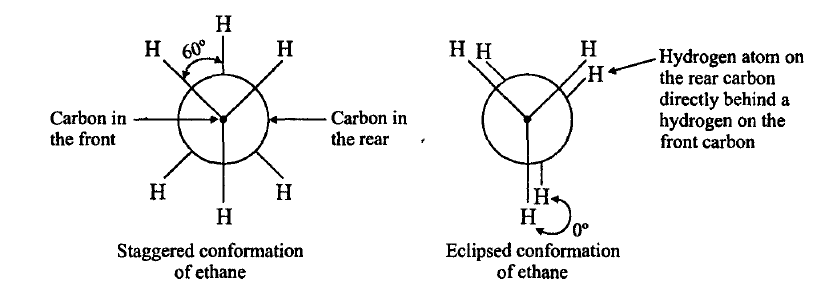 H
H
60°
H
Carbon in
the front
Carbon in
the rear
H
H
H
Staggered conformation
of ethane
H
H
H
H
Hydrogen atom on
the rear carbon
directly behind a
hydrogen on the
front carbon
H
H
0°
Eclipsed conformation
of ethane